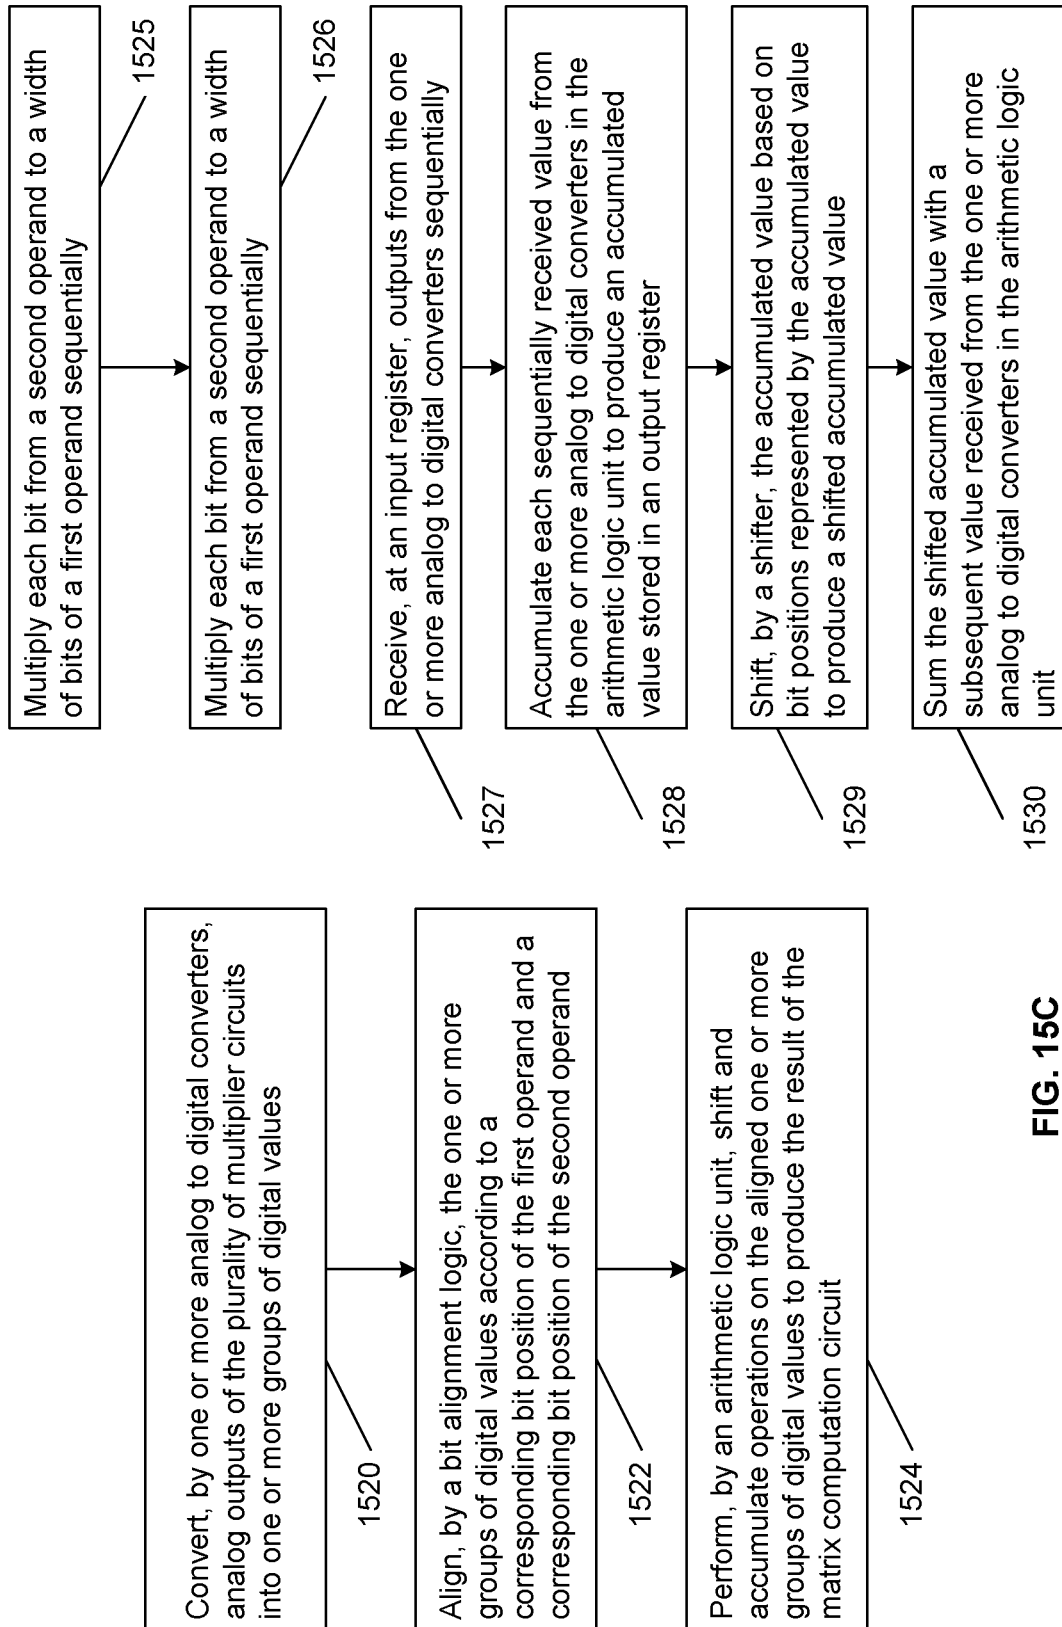 Convert, by one or more analog to digital converters,
analog outputs of the plurality of multiplier circuits
into one or more groups of digital values
1520
Align, by a bit alignment logic, the one or more
groups of digital values according to a
corresponding bit position of the first operand and a
corresponding bit position of the second operand
1522
Perform, by an arithmetic logic unit, shift and
accumulate operations on the aligned one or more
groups of digital values to produce the result of the
matrix computation circuit
1524
Multiply each bit from a second operand to a width
of bits of a first operand sequentially
1525
Multiply each bit from a second operand to a width
of bits of a first operand sequentially
1526
Receive, at an input register, outputs from the one
or more analog to digital converters sequentially
1527
Accumulate each sequentially received value from
the one or more analog to digital converters in the
arithmetic logic unit to produce an accumulated
value stored in an output register
1528
Shift, by a shifter, the accumulated value based on
bit positions represented by the accumulated value
to produce a shifted accumulated value
1529
Sum the shifted accumulated value with a
subsequent value received from the one or more
analog to digital converters in the arithmetic logic
unit
1530
FIG. 15C